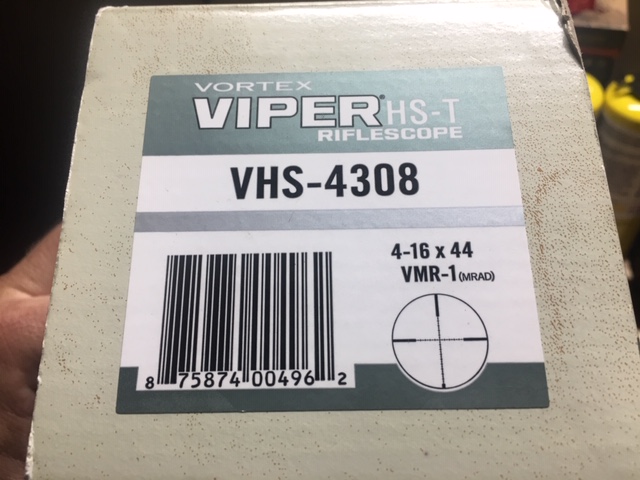 VORTEX
VIPER® HS-T
RIFLESCOPE
VHS-4308
4-16 x 44
VMR-1 (MRAD)
8 75874 00496 2